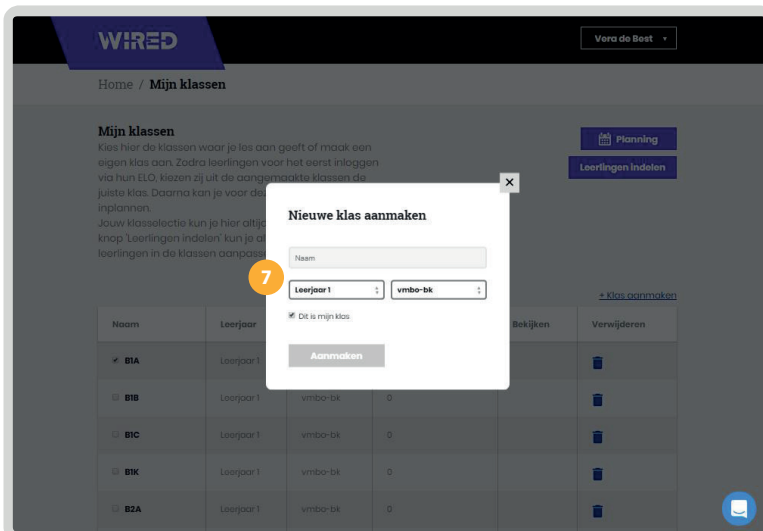 WIRED
Vera de Best
Home / Mijn klassen
Mijn klassen
Kies hier de klassen waar je les aan geeft of maak een
eigen klas aan. Zodra leerlingen voor het eerst inloggen
via hun ELO, kiezen zij uit de aangemaakte klassen de
juiste klas. Daarna kan je voor dez
inplannen.
Jouw klasselectie kun je hier altijd
knop 'Leerlingen indelen' kun je al
leerlingen in de klassen aanpasse
Planning
Leerlingen indelen
Nieuwe klas aanmaken
Naam
7
Leerjaar 1 vmbo-bk
Dit is mijn klas
Aanmaken
+ Klas aanmaken
Naam Leerjaar Bekijken Verwijderen
B1A Leerjaar 1
B1B Leerjaar 1 vmbo-bk 0
B1C Leerjaar 1 vmbo-bk 0
B1K Leerjaar 1 vmbo-bk 0
B2A Leerjaar 1 vmbo-bk 0